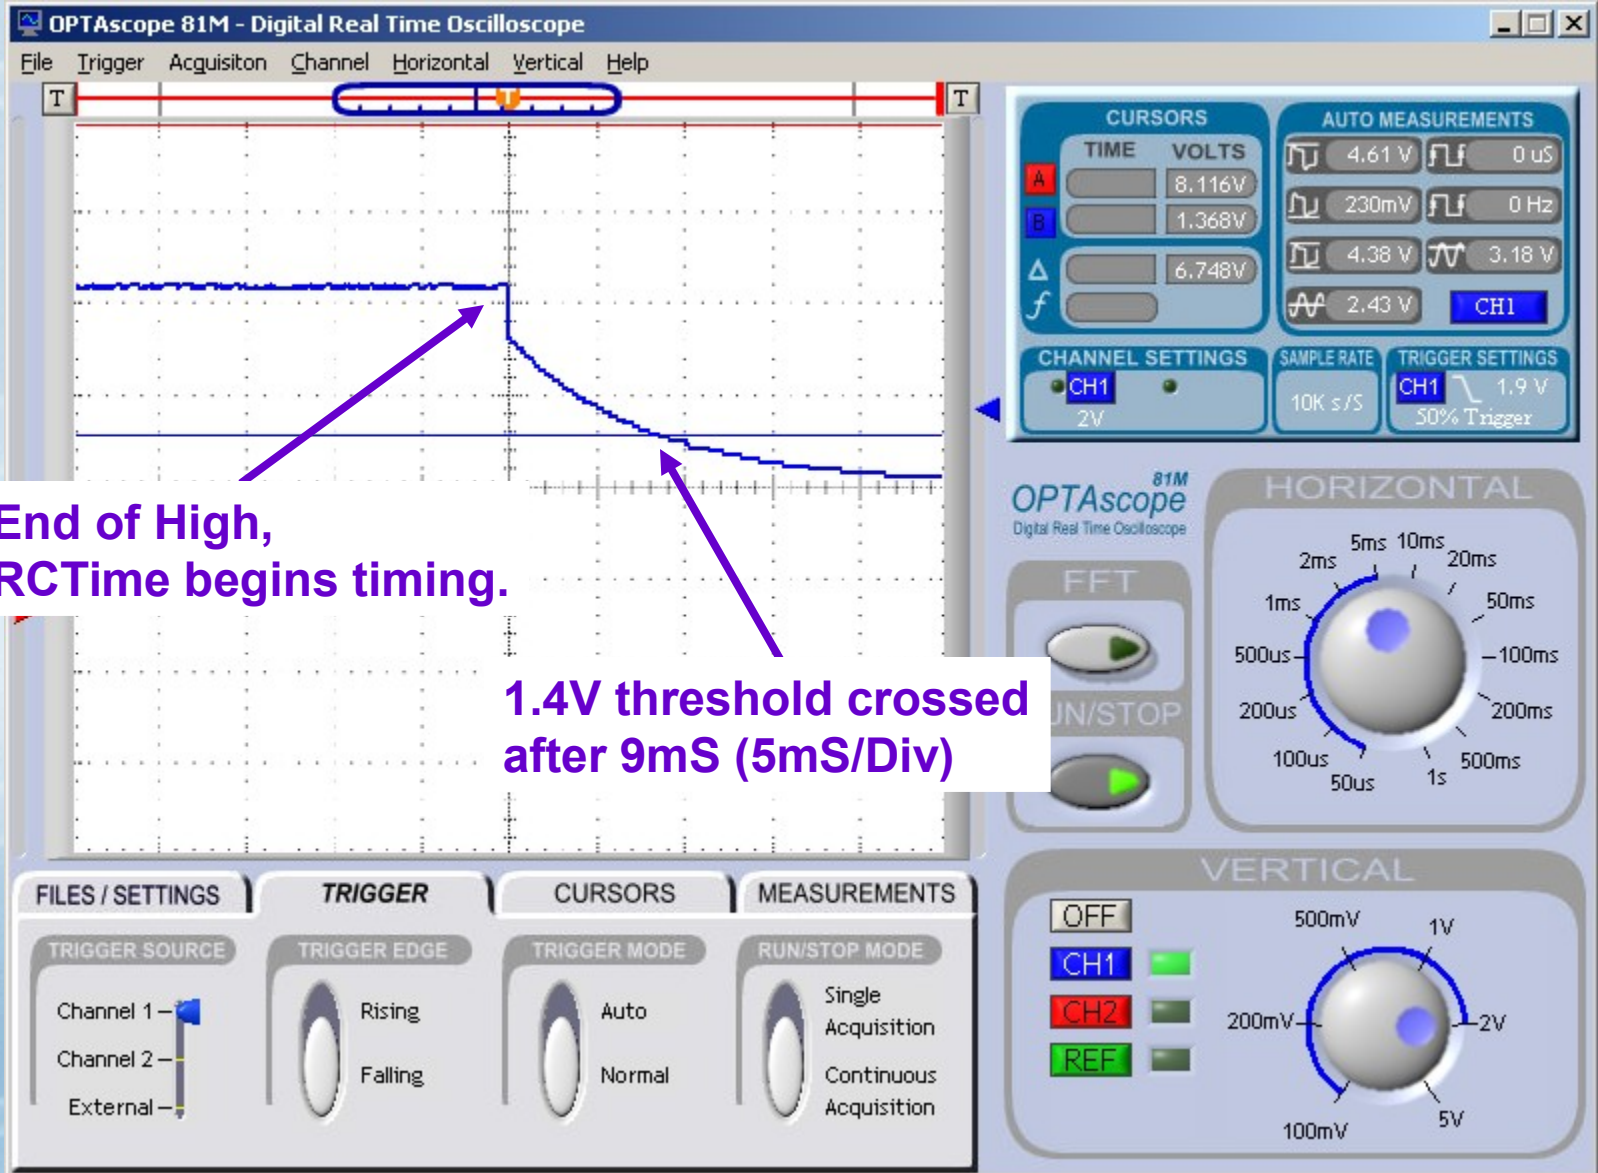 OPTAscope 81M - Digital Real Time Oscilloscope
File Trigger Acquisiton Channel Horizontal Vertical Help
T T T
CURSORS
TIME VOLTS
A 8.116V
B 1.368V
Δ 6.748V
f
AUTO MEASUREMENTS
4.61 V 0 uS
230mV 0 Hz
4.38 V 3.18 V
2.43 V CH1
CHANNEL SETTINGS
CH1
2V
SAMPLE RATE
10K s/S
TRIGGER SETTINGS
CH1 1.9 V
50% Trigger
End of High,
RCTime begins timing.
1.4V threshold crossed
after 9mS (5mS/Div)
81M
OPTAscope
Digital Real Time Oscilloscope
FFT
RUN/STOP
HORIZONTAL
5ms 10ms
2ms 20ms
1ms 50ms
500us 100ms
200us 200ms
100us 500ms
50us 1s
FILES / SETTINGS TRIGGER CURSORS MEASUREMENTS
TRIGGER SOURCE
Channel 1
Channel 2
External
TRIGGER EDGE
Rising
Falling
TRIGGER MODE
Auto
Normal
RUN/STOP MODE
Single
Acquisition
Continuous
Acquisition
VERTICAL
OFF
CH1
CH2
REF
500mV 1V
200mV 2V
100mV 5V